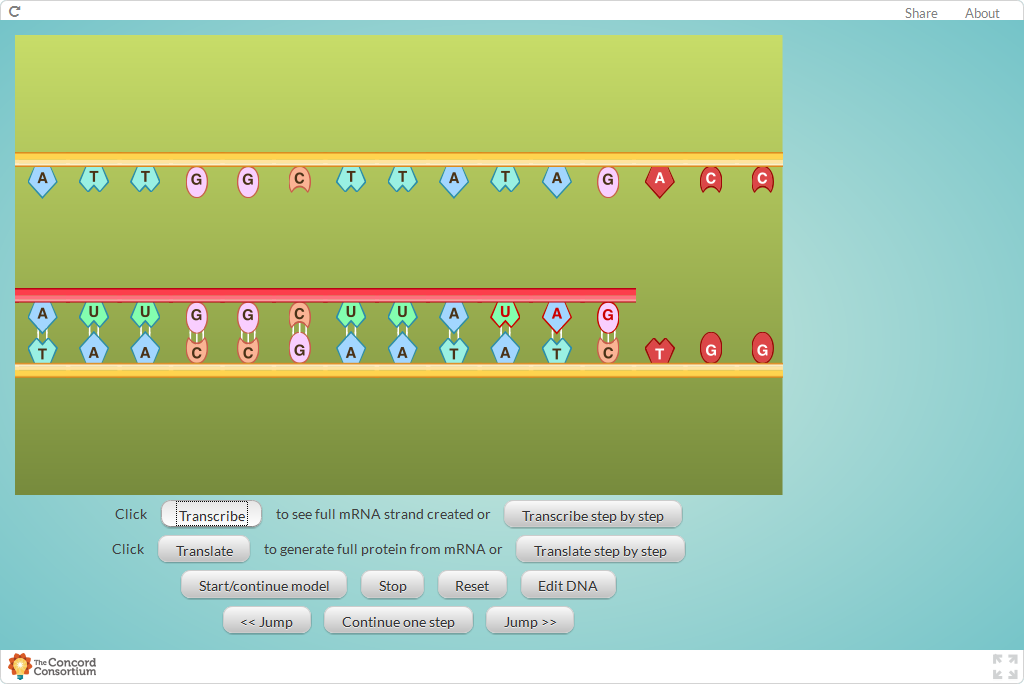 Share About
A T T G G C T T A T A G A C C
A U U G G C U U A U A G
T A A C C G A A T A T C T G G
Click Transcribe to see full mRNA strand created or Transcribe step by step
Click Translate to generate full protein from mRNA or Translate step by step
Start/continue model Stop Reset Edit DNA
<< Jump Continue one step Jump >>
The Concord
Consortium